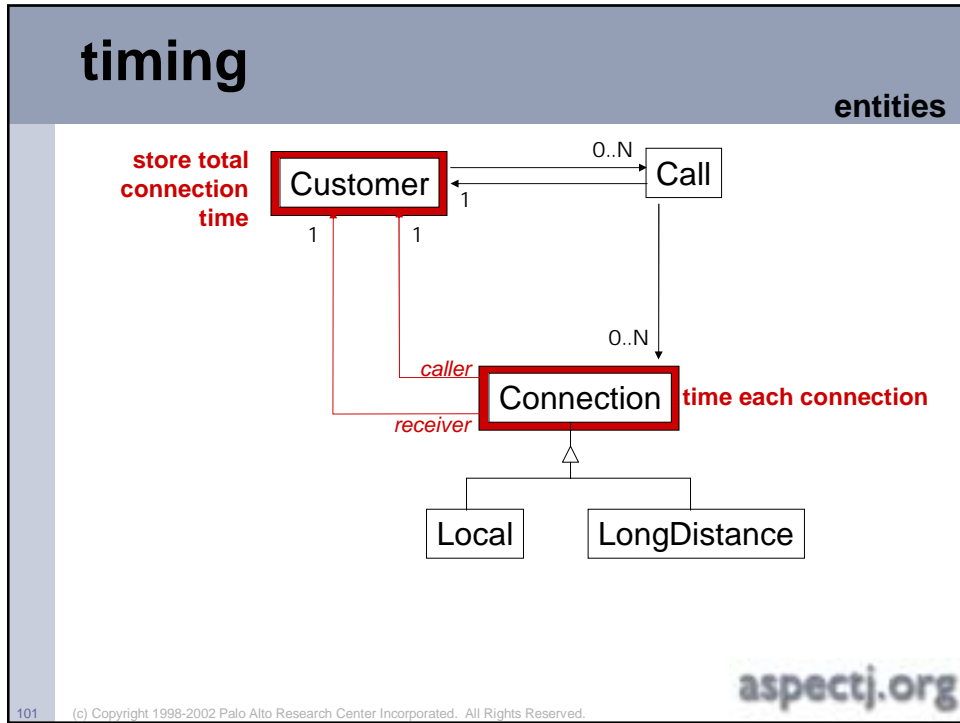 timing
entities
store total
connection
time
Customer
0..N
Call
1
1
1
0..N
caller
receiver
Connection
time each connection
Local
LongDistance
aspectj.org
101
(c) Copyright 1998-2002 Palo Alto Research Center Incorporated. All Rights Reserved.